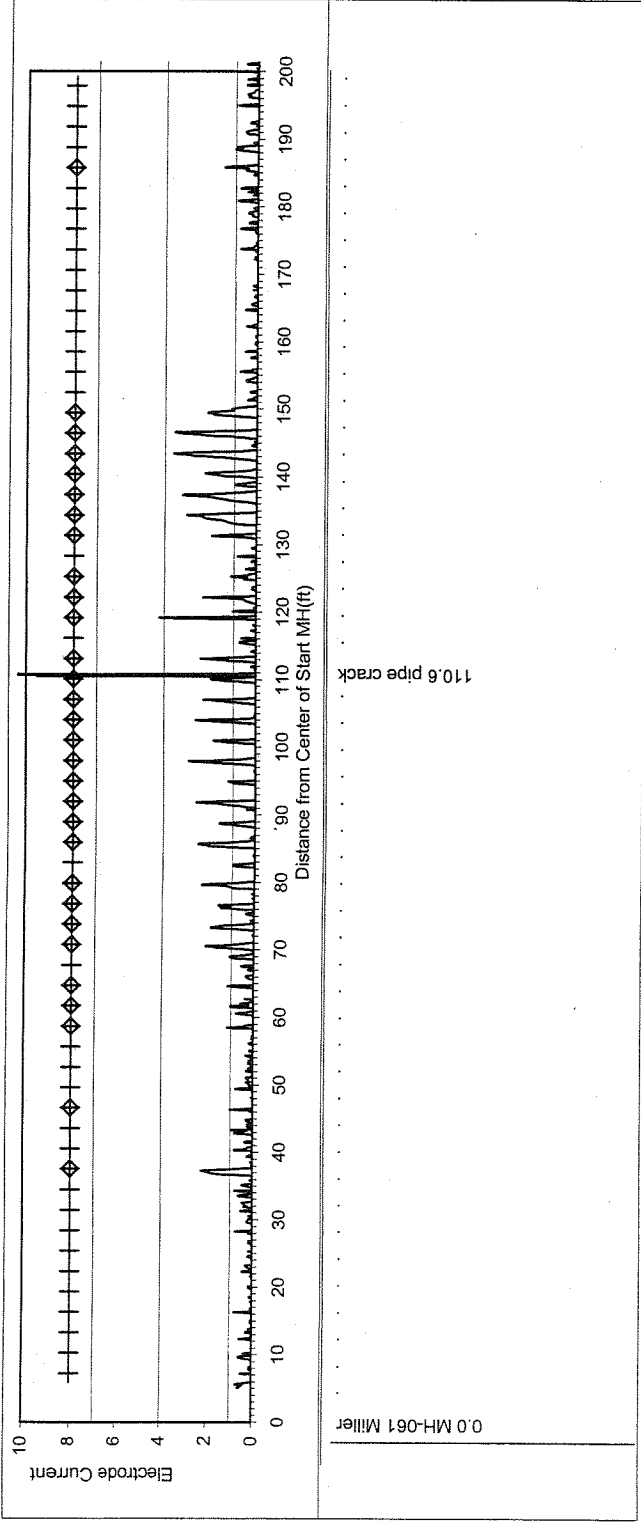 Electrode Current
10
8
6
4
2
0
0 10 20 30 40 50 60 70 80 90 100 110 120 130 140 150 160 170 180 190 200
Distance from Center of Start MH(ft)
0.0 MH-061 Miller
110.6 pipe crack